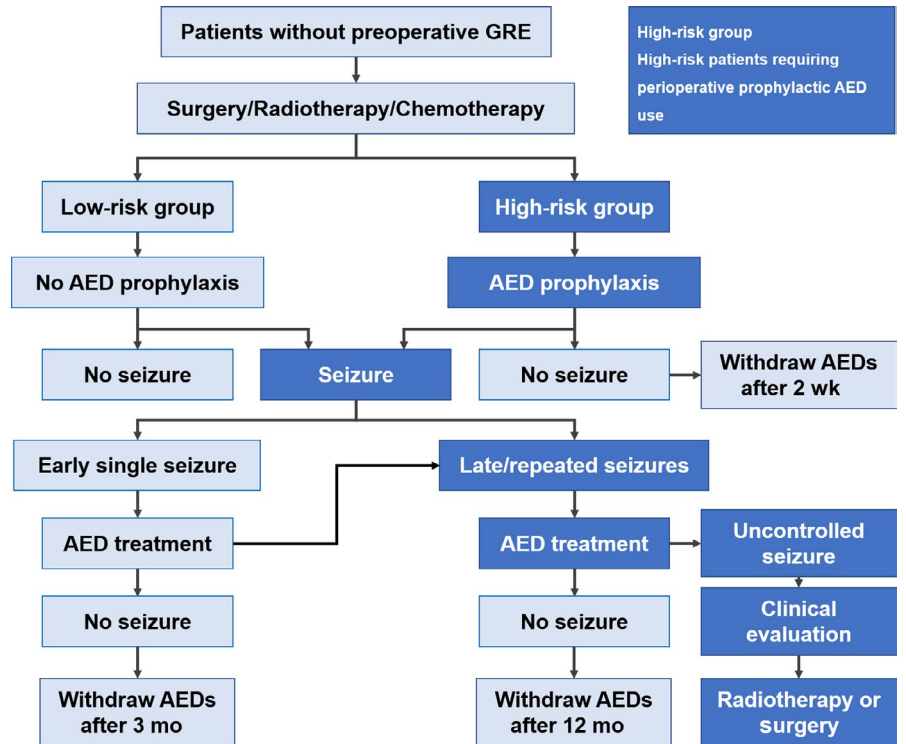 Patients without preoperative GRE
High-risk group
High-risk patients requiring
perioperative prophylactic AED
use
Surgery/Radiotherapy/Chemotherapy
Low-risk group
High-risk group
No AED prophylaxis
AED prophylaxis
No seizure
Seizure
No seizure
Withdraw AEDs
after 2 wk
Early single seizure
Late/repeated seizures
AED treatment
AED treatment
Uncontrolled
seizure
No seizure
No seizure
Clinical
evaluation
Withdraw AEDs
after 3 mo
Withdraw AEDs
after 12 mo
Radiotherapy or
surgery